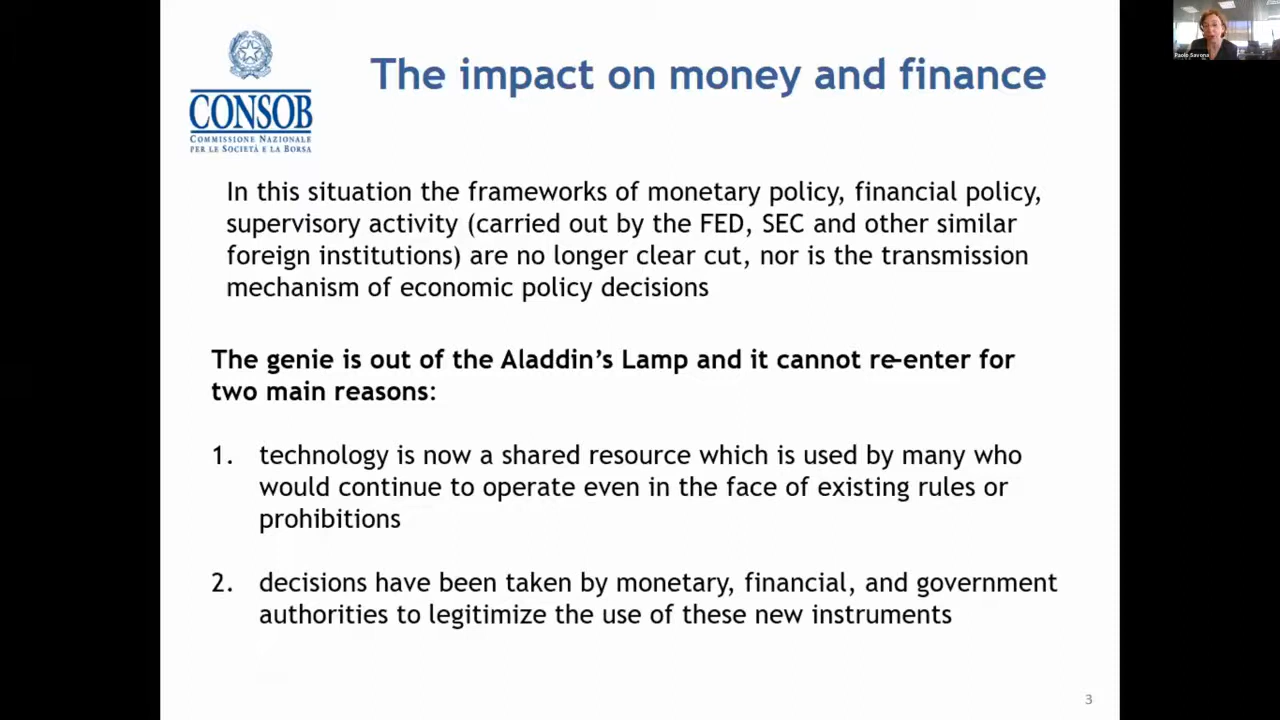 CONSOB
COMMISSIONE NAZIONALE
PER LE SOCIETÀ E LA BORSA
The impact on money and finance
In this situation the frameworks of monetary policy, financial policy,
supervisory activity (carried out by the FED, SEC and other similar
foreign institutions) are no longer clear cut, nor is the transmission
mechanism of economic policy decisions
The genie is out of the Aladdin’s Lamp and it cannot re-enter for
two main reasons:
1. technology is now a shared resource which is used by many who
would continue to operate even in the face of existing rules or
prohibitions
2. decisions have been taken by monetary, financial, and government
authorities to legitimize the use of these new instruments
3
Paolo Savona